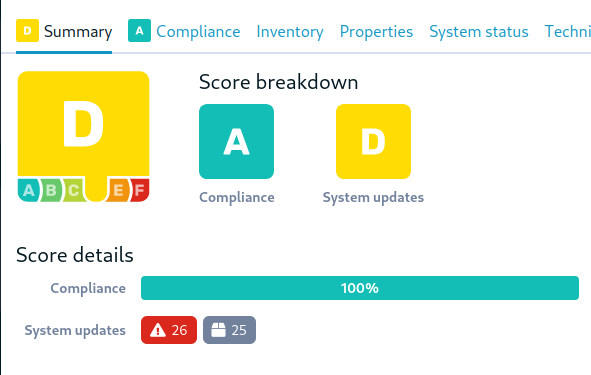 D Summary A Compliance Inventory Properties System status Techni
Score breakdown
D
A D
A B C E F
Compliance System updates
Score details
Compliance 100%
System updates 26 25